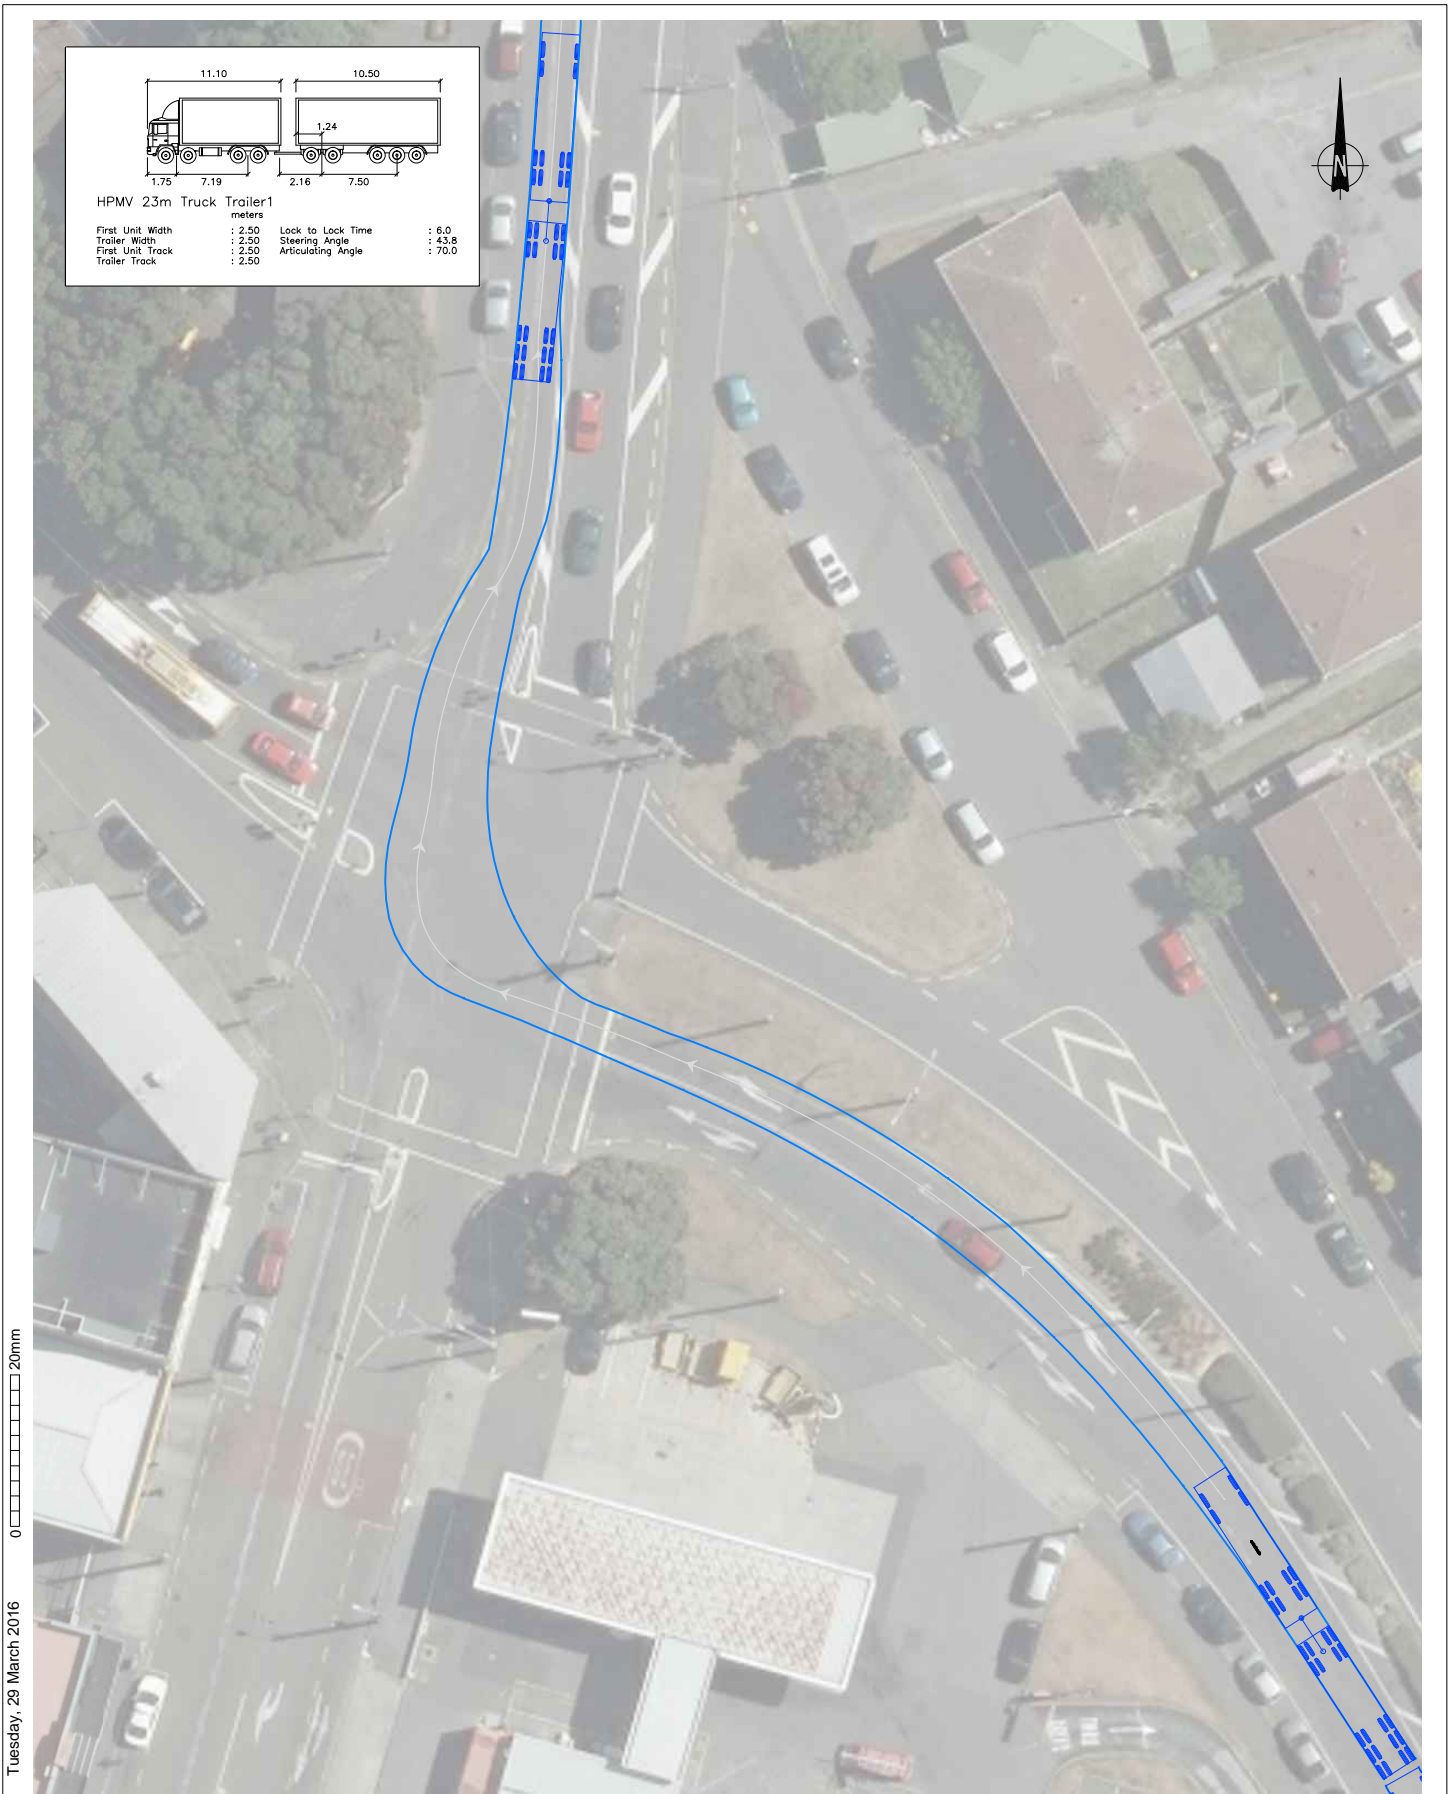 11.10
10.50
1.24
1.75
7.19
2.16
7.50
HPMV 23m Truck Trailer1
meters
First Unit Width : 2.50 Lock to Lock Time : 6.0
Trailer Width : 2.50 Steering Angle : 43.8
First Unit Track : 2.50 Articulating Angle : 70.0
Trailer Track : 2.50
N
0 20mm
Tuesday, 29 March 2016